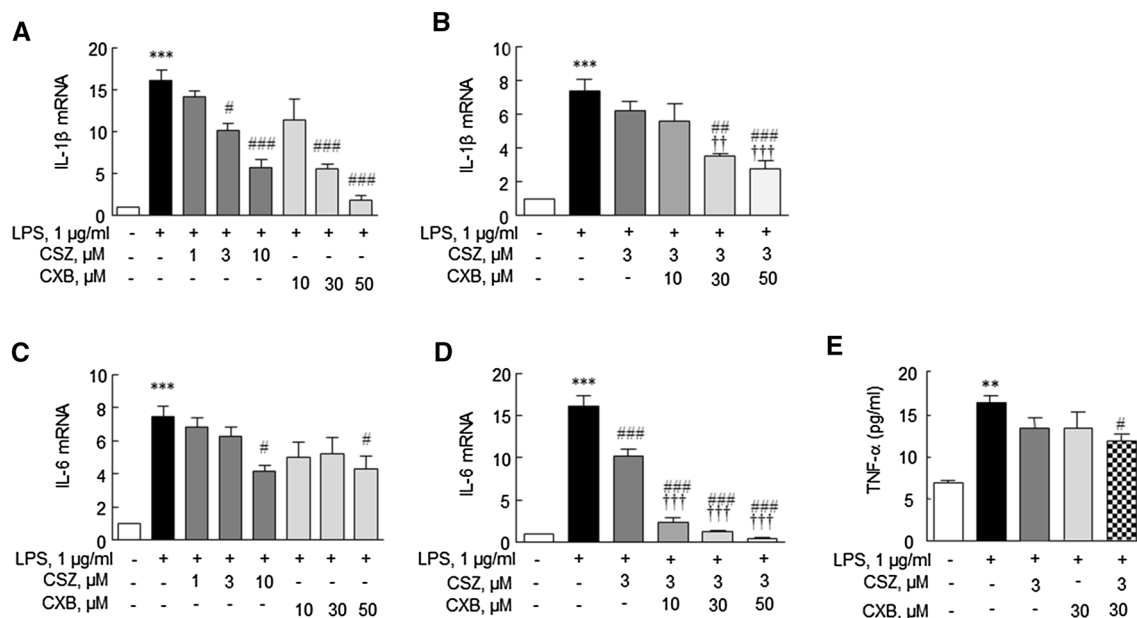 A
IL-1β mRNA
20
15
10
5
0
***
#
###
###
###
LPS, 1 µg/ml - + + + + + + +
CSZ, µM - - 1 3 10 - - -
CXB, µM - - - - - 10 30 50
B
IL-1β mRNA
10
8
6
4
2
0
***
##
††
###
†††
LPS, 1 µg/ml - + + + + +
CSZ, µM - - 3 3 3 3
CXB, µM - - - 10 30 50
C
IL-6 mRNA
10
8
6
4
2
0
***
#
#
LPS, 1 µg/ml - + + + + + + +
CSZ, µM - - 1 3 10 - - -
CXB, µM - - - - - 10 30 50
D
IL-6 mRNA
20
15
10
5
0
***
###
###
†††
###
†††
###
†††
LPS, 1 µg/ml - + + + + +
CSZ, µM - - 3 3 3 3
CXB, µM - - - 10 30 50
E
TNF-α (pg/ml)
20
15
10
5
0
**
#
LPS, 1 µg/ml - + + + +
CSZ, µM - - 3 - 3
CXB, µM - - - 30 30